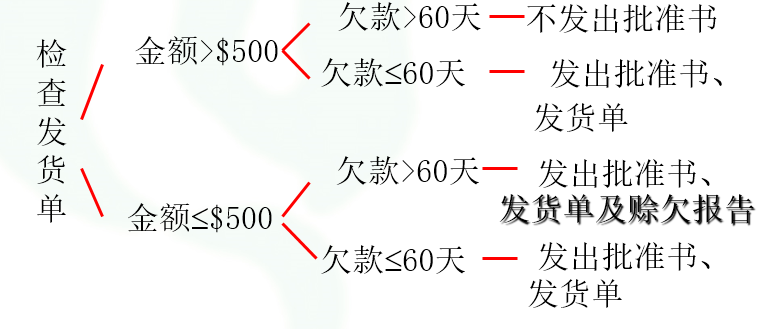 检查发货单
金额>$500
欠款>60天
不发出批准书
欠款≤60天
发出批准书、
发货单
金额≤$500
欠款>60天
发出批准书、
发货单及赊欠报告
欠款≤60天
发出批准书、
发货单